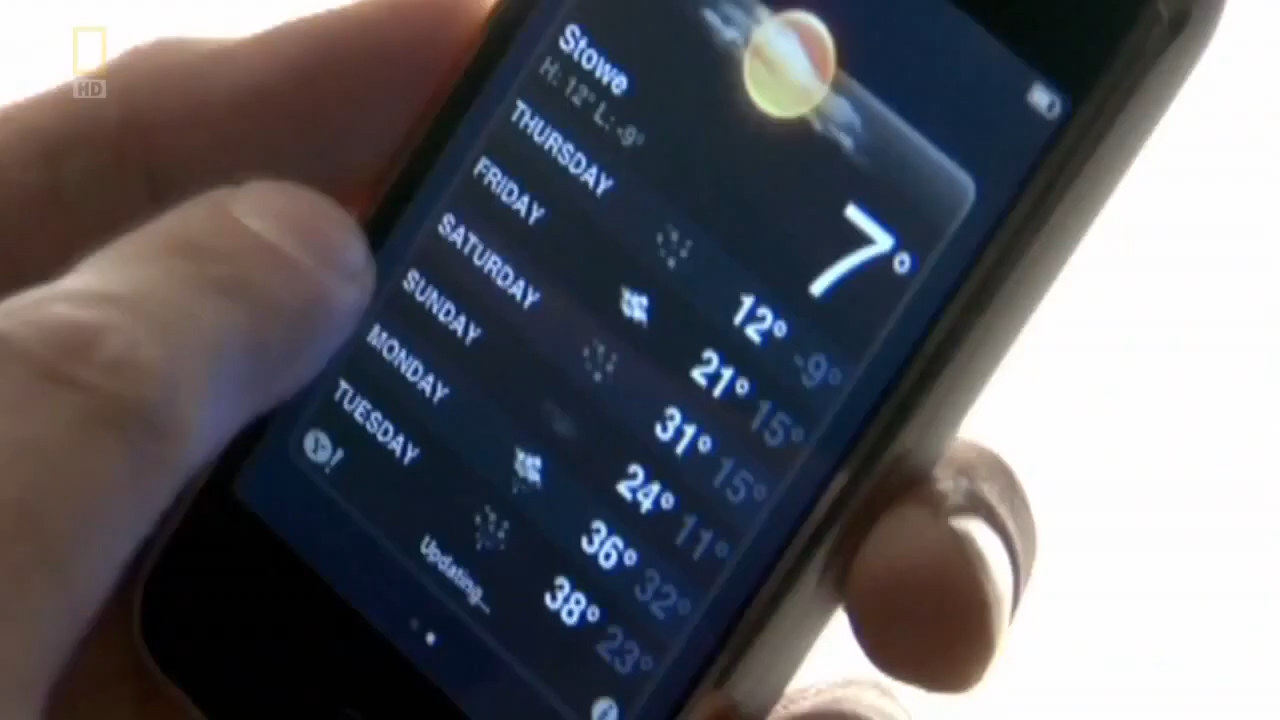 HD
Stowe
H: 12° L: -9°
7°
THURSDAY 12° -9°
FRIDAY 21° 15°
SATURDAY 31° 15°
SUNDAY 24° 11°
MONDAY 36° 32°
TUESDAY 38° 23°
Y!
Updating...
i